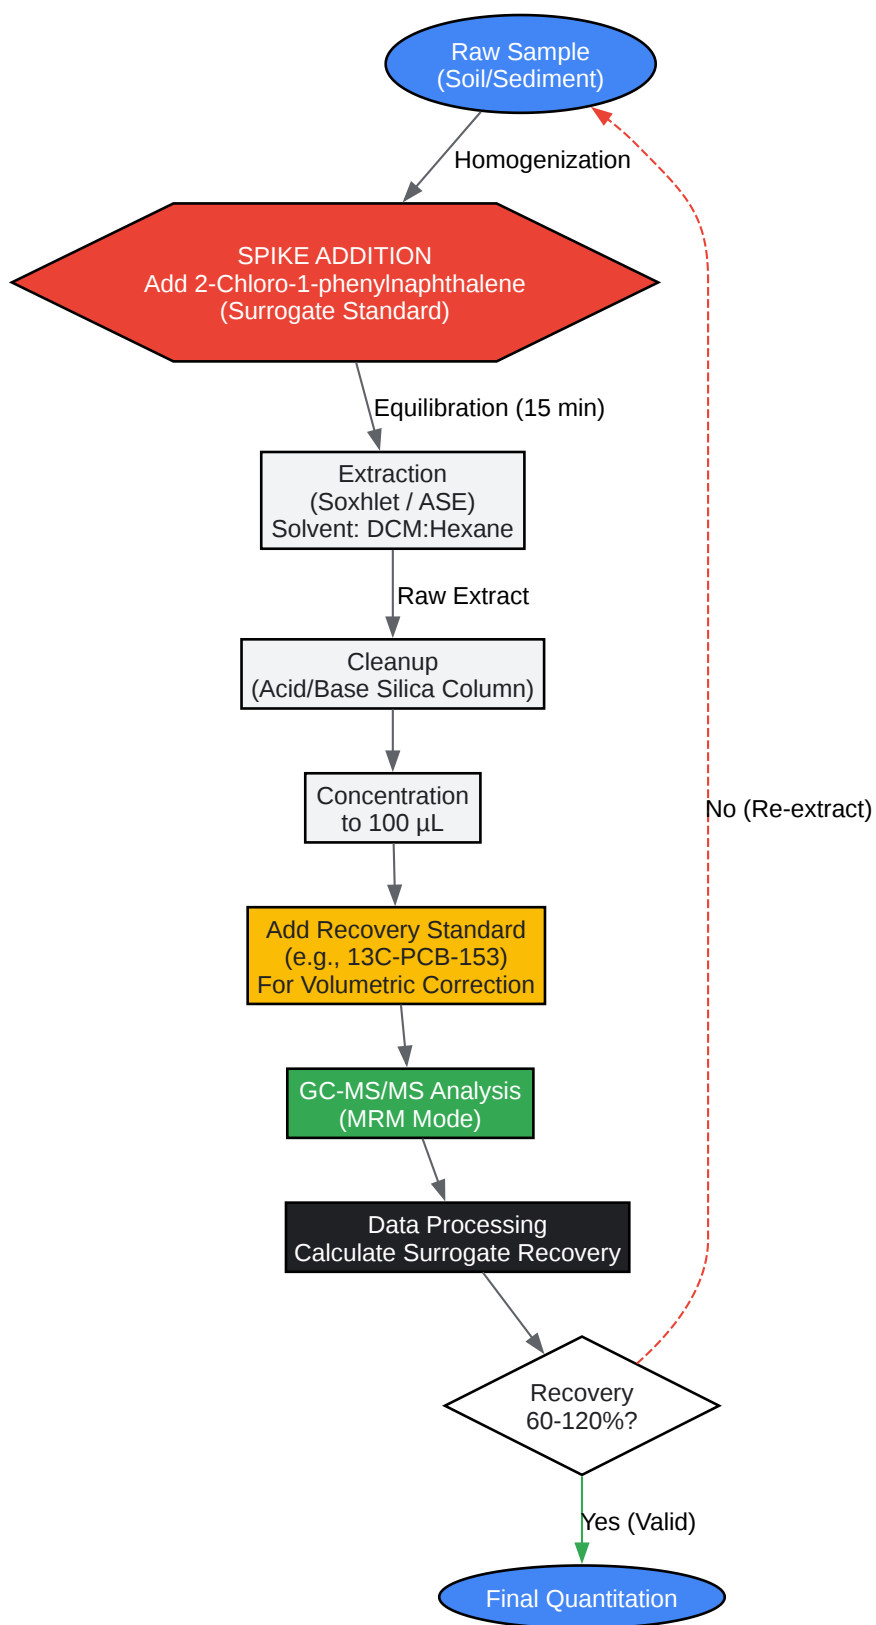 Raw Sample
(Soil/Sediment)
Homogenization
SPIKE ADDITION
Add 2-Chloro-1-phenylnaphthalene
(Surrogate Standard)
Equilibration (15 min)
Extraction
(Soxhlet / ASE)
Solvent: DCM:Hexane
Raw Extract
Cleanup
(Acid/Base Silica Column)
Concentration
to 100 µL
No (Re-extract)
Add Recovery Standard
(e.g., 13C-PCB-153)
For Volumetric Correction
GC-MS/MS Analysis
(MRM Mode)
Data Processing
Calculate Surrogate Recovery
Recovery
60-120%?
Yes (Valid)
Final Quantitation